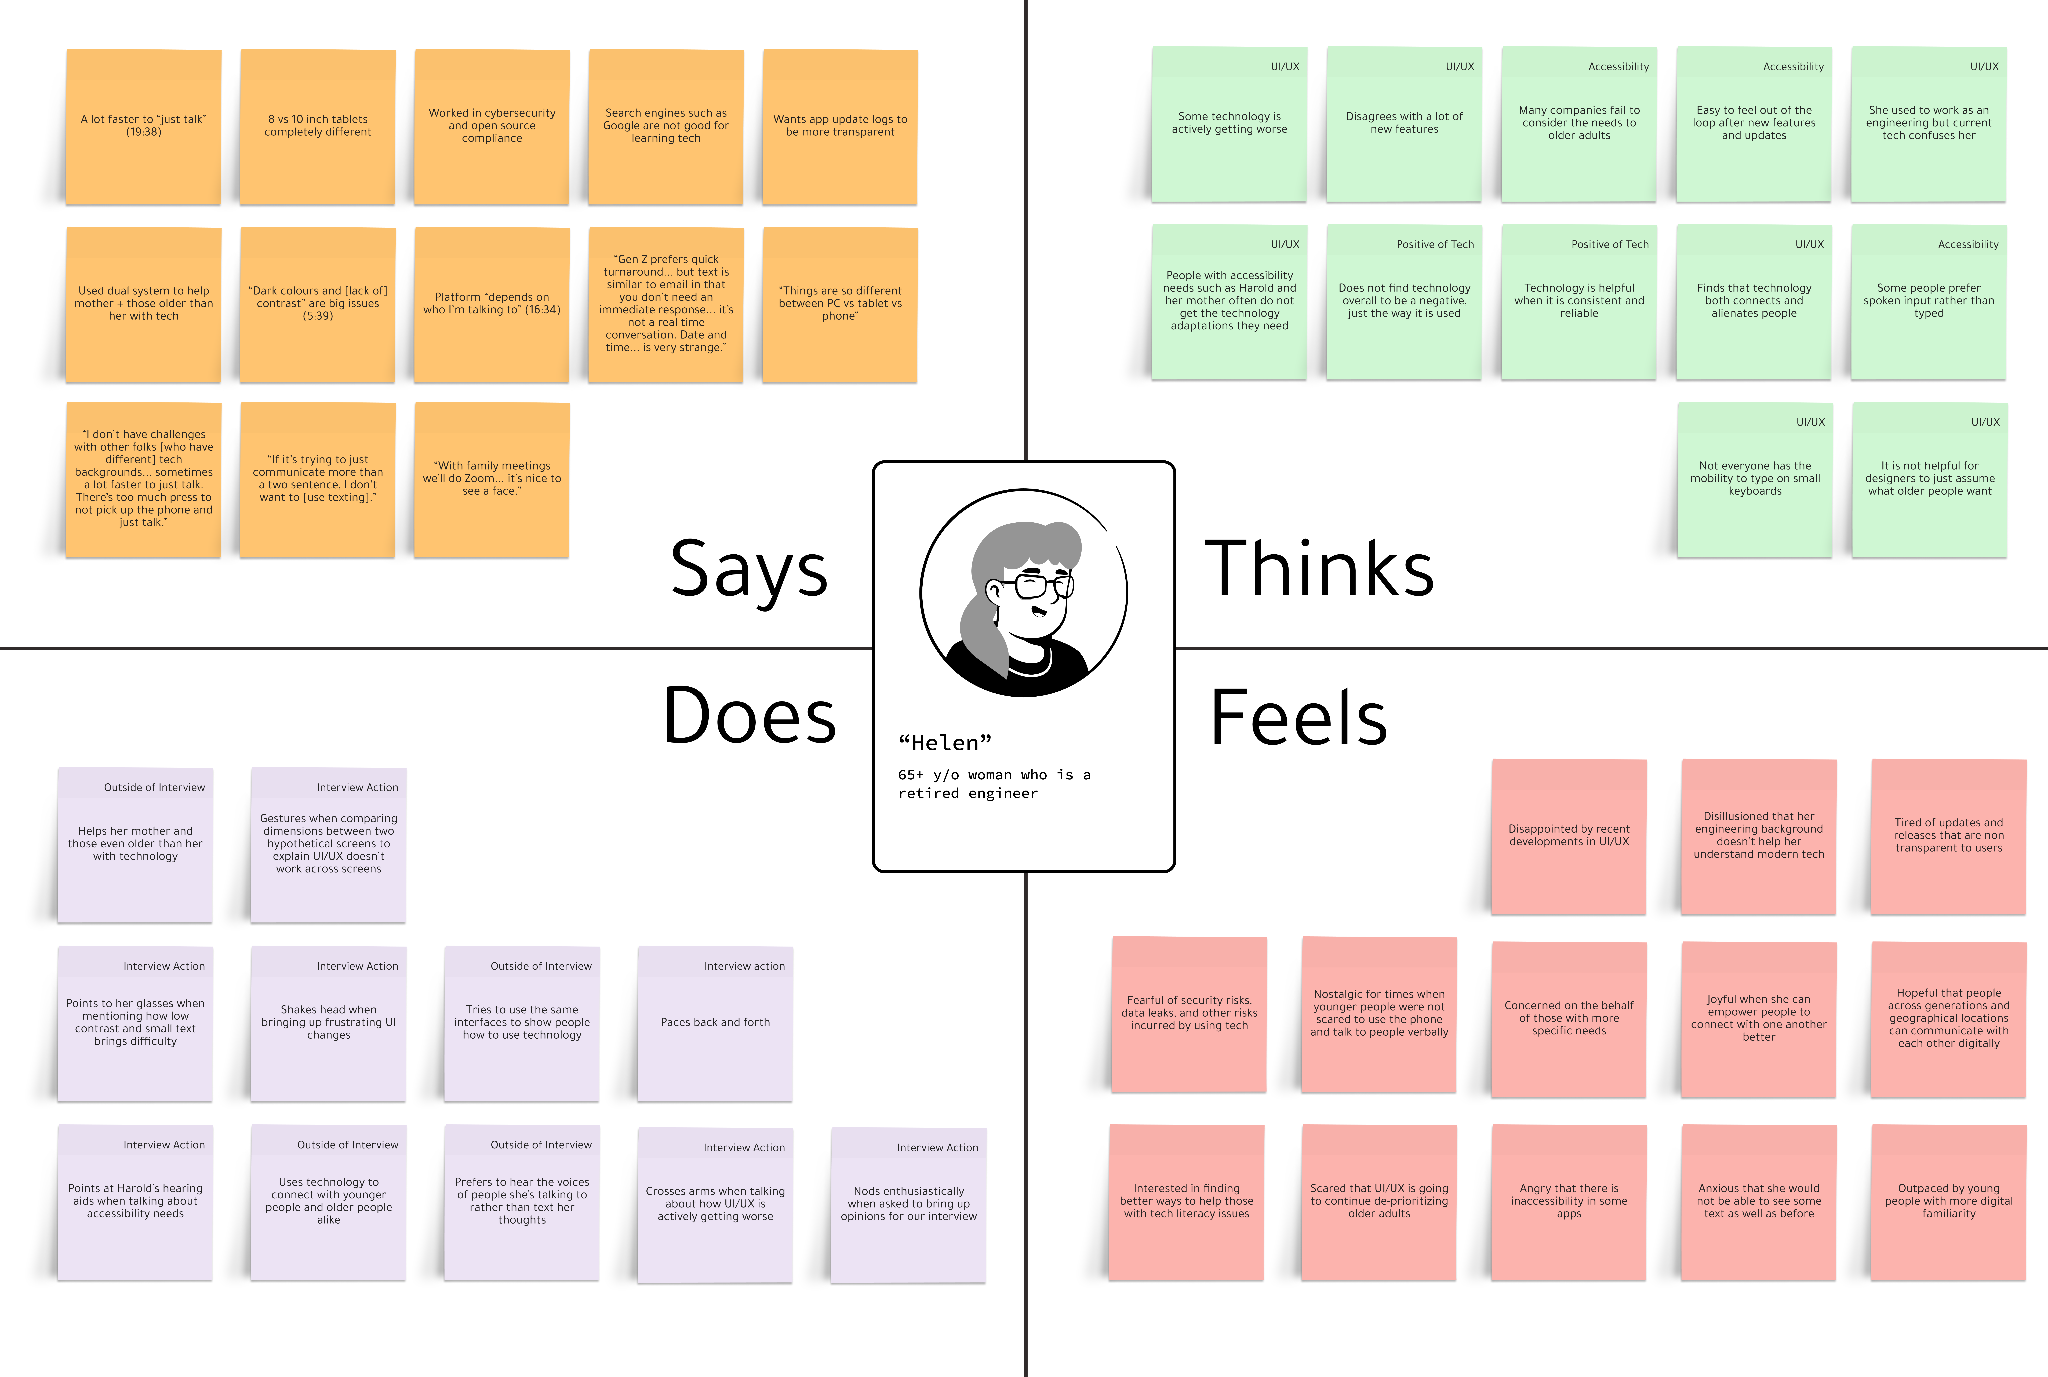 A lot faster to “just talk”
(19:38)
8 vs 10 inch tablets
completely different
Worked in cybersecurity
and open source
compliance
Search engines such as
Google are not good for
learning tech
Wants app update logs to
be more transparent
Used dual system to help
mother + those older than
her with tech
“Dark colours and [lack of]
contrast” are big issues
(5:39)
Platform “depends on
who I’m talking to” (16:34)
“Gen Z prefers quick
turnaround... but text is
similar to email in that
you don’t need an
immediate response... it’s
not a real time
conversation. Date and
time... is very strange.”
“Things are so different
between PC vs tablet vs
phone”
“I don’t have challenges
with other folks [who have
different] tech
backgrounds... sometimes
a lot faster to just talk.
There’s too much press to
not pick up the phone and
just talk.”
“If it’s trying to just
communicate more than
a two sentence, I don’t
want to [use texting].”
“With family meetings
we’ll do Zoom... it’s nice to
see a face.”
Says
UI/UX
Some technology is
actively getting worse
UI/UX
Disagrees with a lot of
new features
Accessibility
Many companies fail to
consider the needs to
older adults
Accessibility
Easy to feel out of the
loop after new features
and updates
UI/UX
She used to work as an
engineering but current
tech confuses her
UI/UX
People with accessibility
needs such as Harold and
her mother often do not
get the technology
adaptations they need
Positive of Tech
Does not find technology
overall to be a negative,
just the way it is used
Positive of Tech
Technology is helpful
when it is consistent and
reliable
UI/UX
Finds that technology
both connects and
alienates people
Accessibility
Some people prefer
spoken input rather than
typed
UI/UX
Not everyone has the
mobility to type on small
keyboards
UI/UX
It is not helpful for
designers to just assume
what older people want
Thinks
“Helen”
65+ y/o woman who is a
retired engineer
Does
Outside of Interview
Helps her mother and
those even older than her
with technology
Interview Action
Gestures when comparing
dimensions between two
hypothetical screens to
explain UI/UX doesn’t
work across screens
Interview Action
Points to her glasses when
mentioning how low
contrast and small text
brings difficulty
Interview Action
Shakes head when
bringing up frustrating UI
changes
Outside of Interview
Tries to use the same
interfaces to show people
how to use technology
Interview action
Paces back and forth
Interview Action
Points at Harold’s hearing
aids when talking about
accessibility needs
Outside of Interview
Uses technology to
connect with younger
people and older people
alike
Outside of Interview
Prefers to hear the voices
of people she’s talking to
rather than text her
thoughts
Interview Action
Crosses arms when talking
about how UI/UX is
actively getting worse
Interview Action
Nods enthusiastically
when asked to bring up
opinions for our interview
Feels
Disappointed by recent
developments in UI/UX
Disillusioned that her
engineering background
doesn’t help her
understand modern tech
Tired of updates and
releases that are non
transparent to users
Fearful of security risks,
data leaks, and other risks
incurred by using tech
Nostalgic for times when
younger people were not
scared to use the phone
and talk to people verbally
Concerned on the behalf
of those with more
specific needs
Joyful when she can
empower people to
connect with one another
better
Hopeful that people
across generations and
geographical locations
can communicate with
each other digitally
Interested in finding
better ways to help those
with tech literacy issues
Scared that UI/UX is going
to continue de-prioritizing
older adults
Angry that there is
inaccessibility in some
apps
Anxious that she would
not be able to see some
text as well as before
Outpaced by young
people with more digital
familiarity